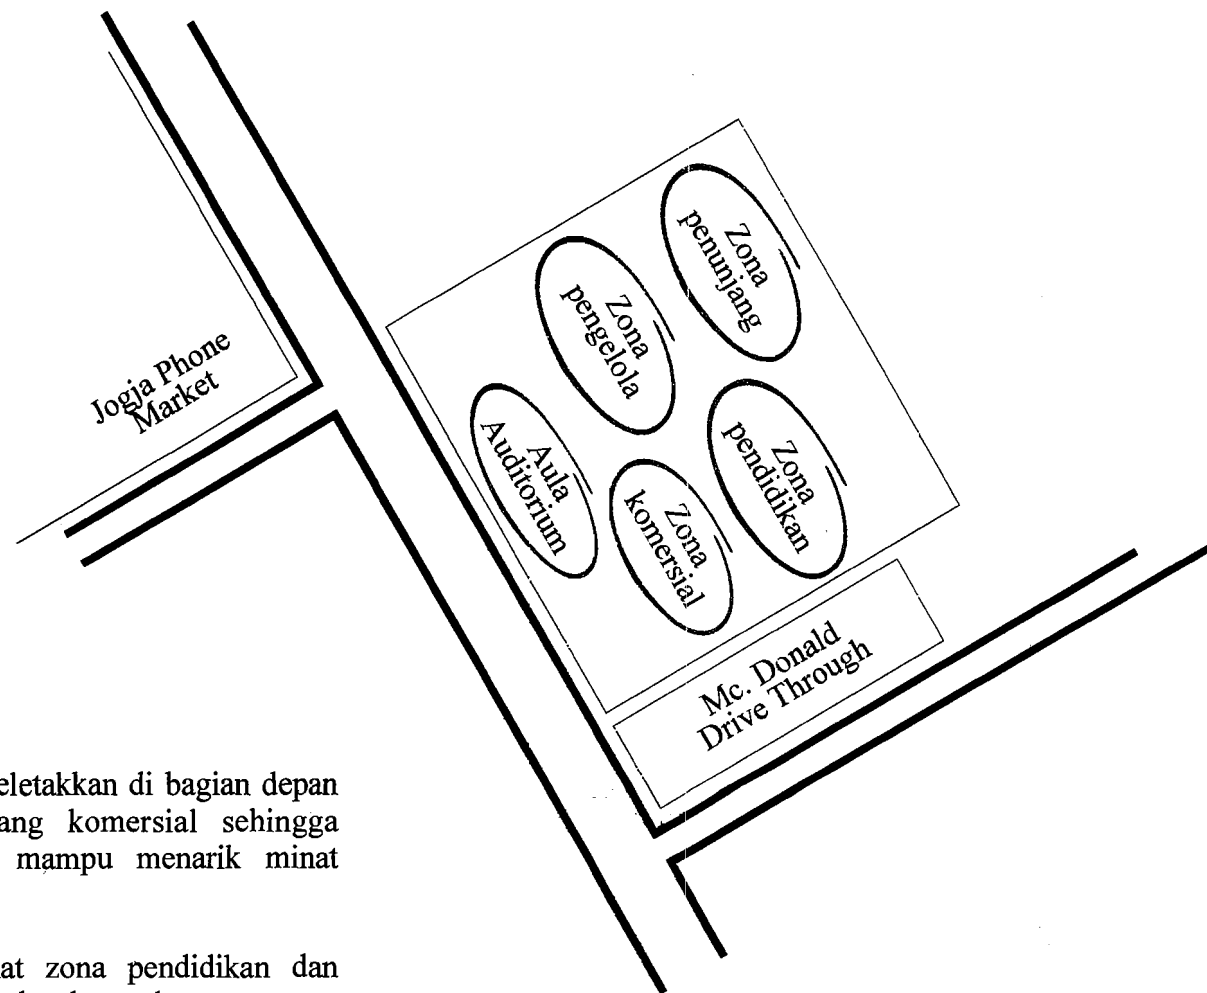 Zona
penunjang
Zona
pengelola
Jogja Phone
Market
Aula
Auditorium
Zona
pendidikan
Zona
komersial
Mc. Donald
Drive Through
eletakkan di bagian depan
ang komersial sehingga
mampu menarik minat
at zona pendidikan dan